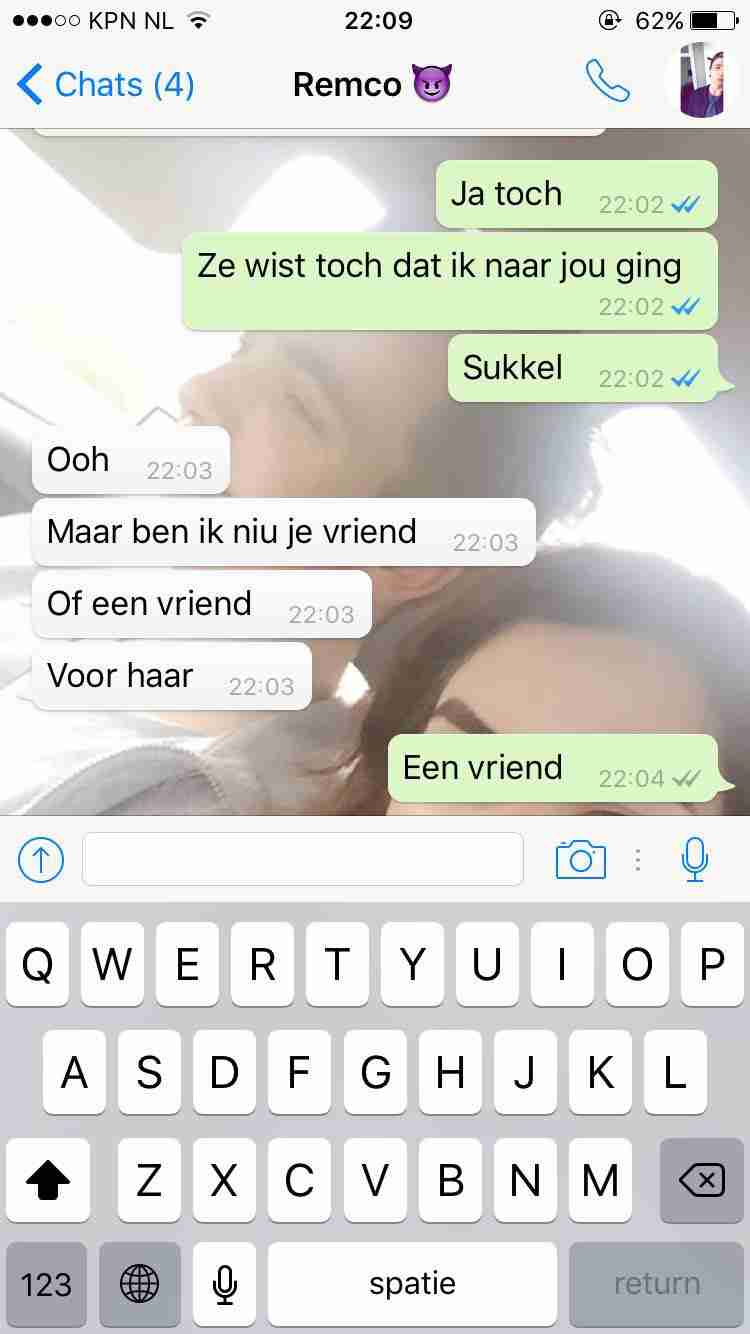 KPN NL 22:09 62%
Chats (4) Remco 😈
Ja toch 22:02
Ze wist toch dat ik naar jou ging
22:02
Sukkel 22:02
Ooh 22:03
Maar ben ik niu je vriend 22:03
Of een vriend 22:03
Voor haar 22:03
Een vriend 22:04
Q W E R T Y U I O P
A S D F G H J K L
Z X C V B N M
123 spatie return